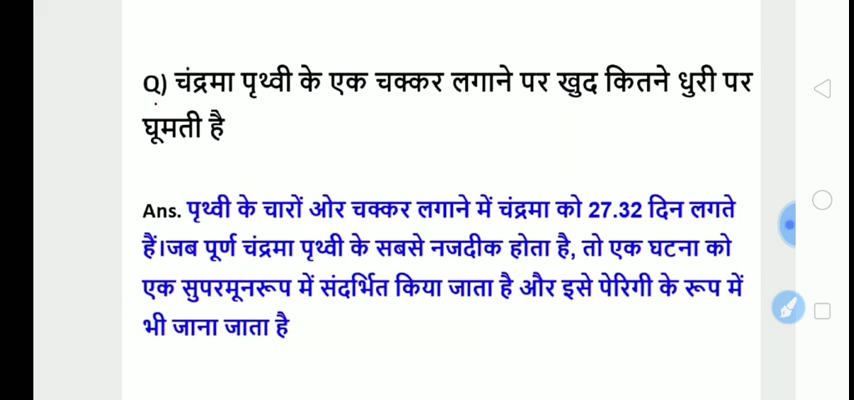 Q) चंद्रमा पृथ्वी के एक चक्कर लगाने पर खुद कितने धुरी पर
घूमती है
Ans. पृथ्वी के चारों ओर चक्कर लगाने में चंद्रमा को 27.32 दिन लगते
हैं।जब पूर्ण चंद्रमा पृथ्वी के सबसे नजदीक होता है, तो एक घटना को
एक सुपरमूनरूप में संदर्भित किया जाता है और इसे पेरिगी के रूप में
भी जाना जाता है